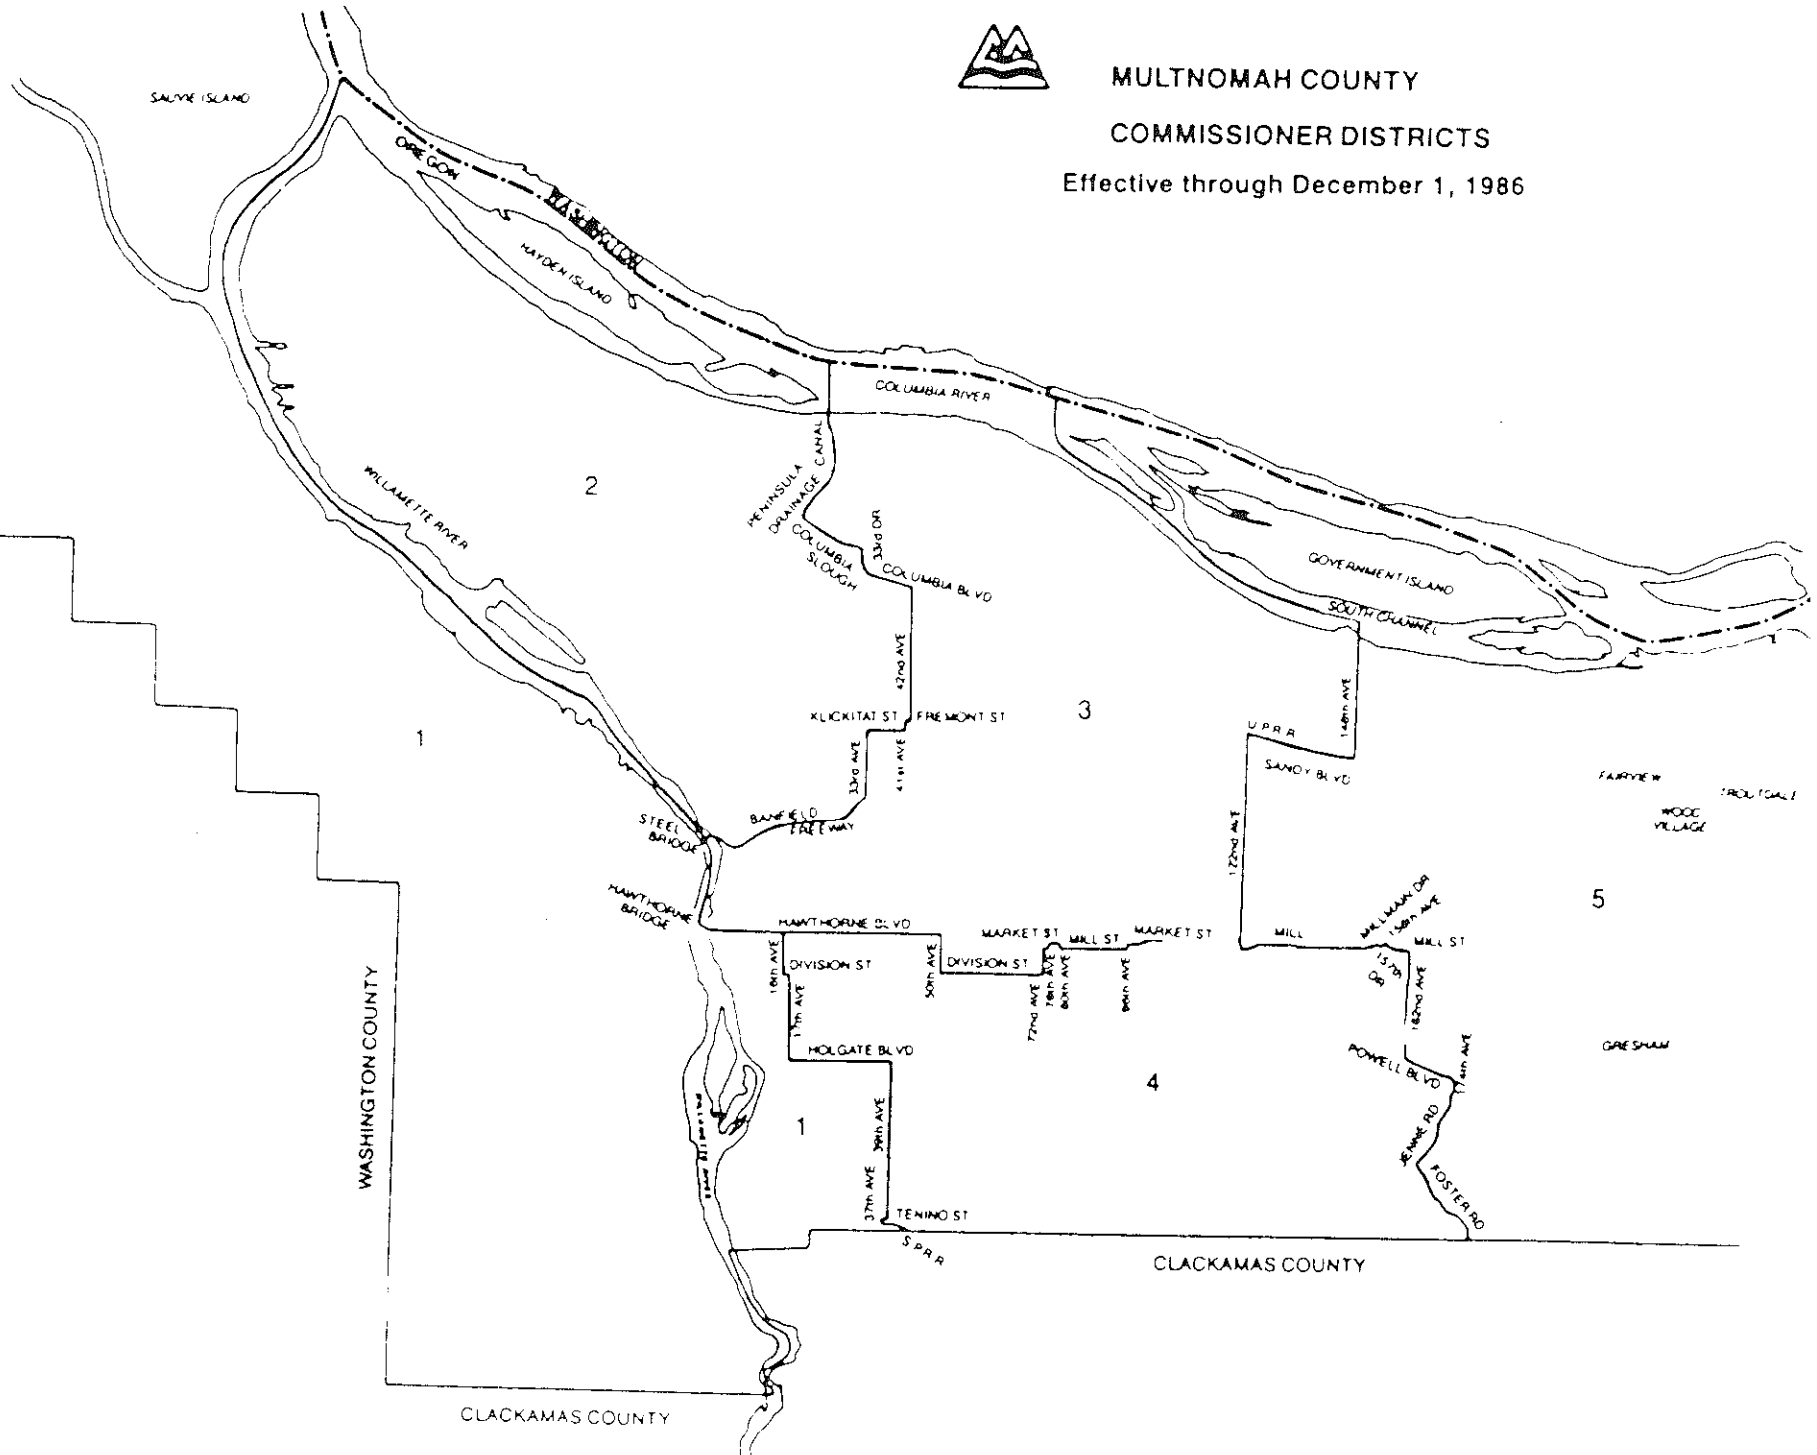 MULTNOMAH COUNTY
COMMISSIONER DISTRICTS
Effective through December 1, 1986
SAUVIE ISLAND
OREGON
WASHINGTON
HAYDEN ISLAND
COLUMBIA RIVER
2
WILLAMETTE RIVER
PENINSULA
DRAINAGE CANAL
COLUMBIA
SLOUGH
33rd DR
COLUMBIA BLVD
GOVERNMENT ISLAND
SOUTH CHANNEL
42nd AVE
148th AVE
1
3
KLICKITAT ST
FREMONT ST
33rd AVE
41st AVE
U P R R
SANDY BLVD
FAIRVIEW
TROUTDALE
WOOD
VILLAGE
STEEL
BRIDGE
BANFIELD
FREEWAY
122nd AVE
HAWTHORNE
BRIDGE
HAWTHORNE BLVD
MARKET ST
MILL ST
MARKET ST
MILL
MILLMAIN DR
MILL ST
5
16th AVE
DIVISION ST
50th AVE
DIVISION ST
72nd AVE
80th AVE
157th
DR
162nd AVE
17th AVE
HOLGATE BLVD
POWELL BLVD
174th AVE
GRESHAM
WASHINGTON COUNTY
4
1
39th AVE
JENNE RD
FOSTER RD
37th AVE
TENINO ST
S P R R
CLACKAMAS COUNTY
CLACKAMAS COUNTY